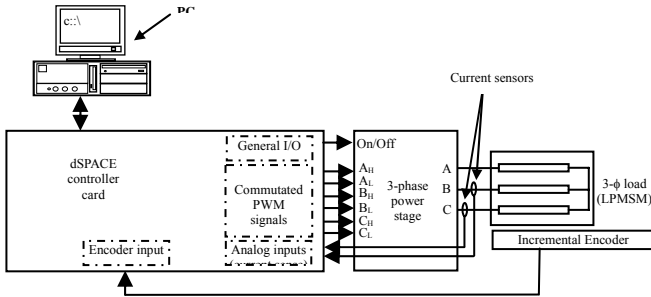 PC
c::\
Current sensors
dSPACE
controller
card
General I/O
Commutated
PWM
signals
Encoder input
Analog inputs
On/Off
A_H
A_L
B_H
B_L
C_H
C_L
3-phase
power
stage
A
B
C
3-ϕ load
(LPMSM)
Incremental Encoder